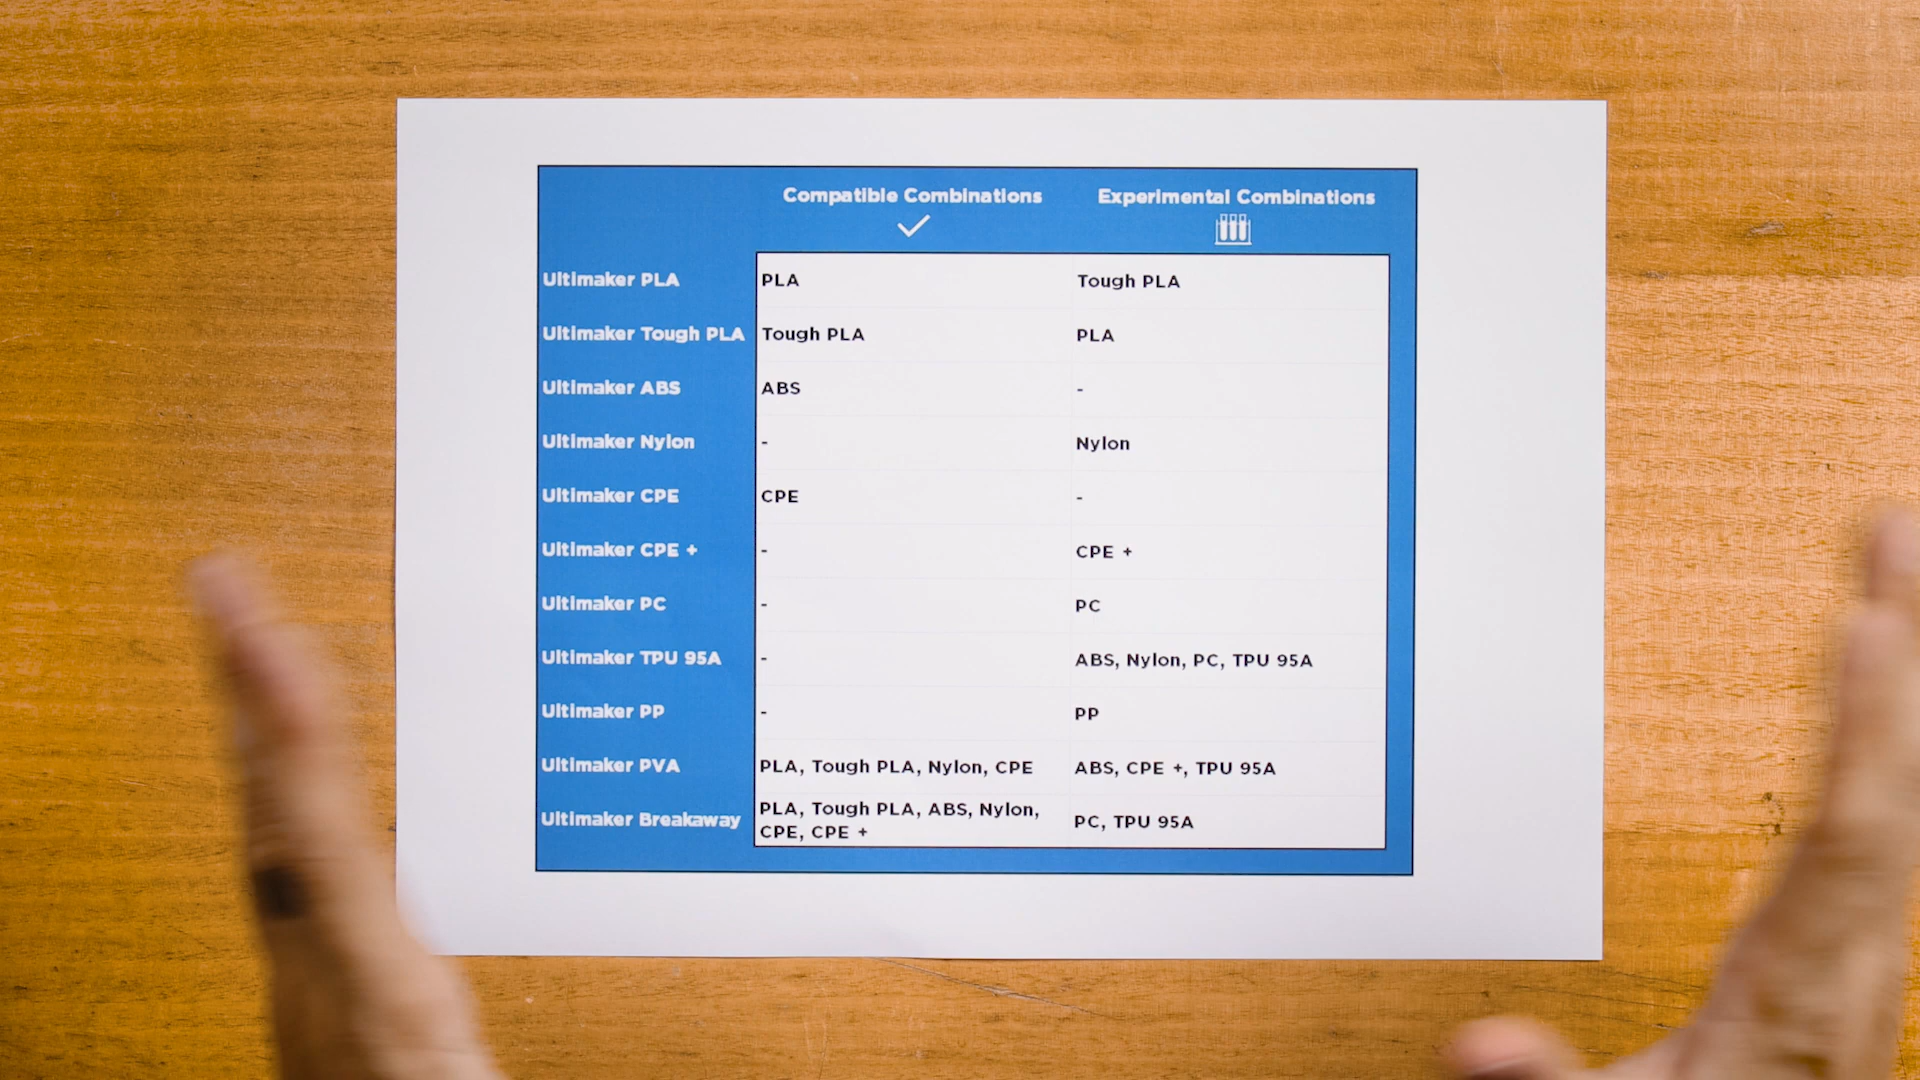 Compatible Combinations Experimental Combinations
Ultimaker PLA PLA Tough PLA
Ultimaker Tough PLA Tough PLA PLA
Ultimaker ABS ABS -
Ultimaker Nylon - Nylon
Ultimaker CPE CPE -
Ultimaker CPE + - CPE +
Ultimaker PC - PC
Ultimaker TPU 95A - ABS, Nylon, PC, TPU 95A
Ultimaker PP - PP
Ultimaker PVA PLA, Tough PLA, Nylon, CPE ABS, CPE +, TPU 95A
Ultimaker Breakaway PLA, Tough PLA, ABS, Nylon, PC, TPU 95A
CPE, CPE +